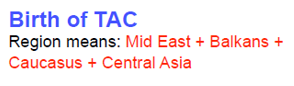 Birth of TAC
Region means: Mid East + Balkans +
Caucasus + Central Asia